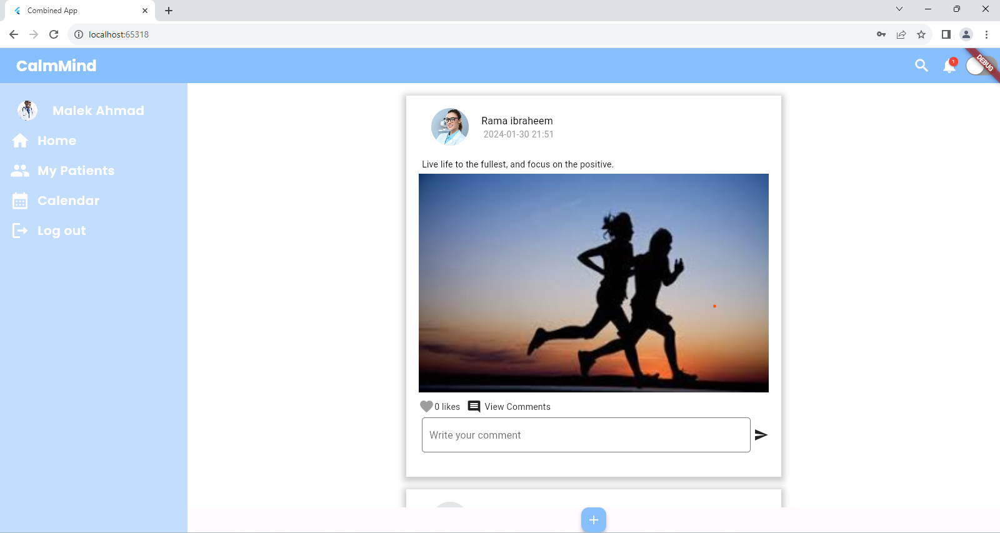 Combined App
localhost:65318
CalmMind
1
DEBUG
Malek Ahmad
Home
My Patients
Calendar
Log out
Rama ibraheem
2024-01-30 21:51
Live life to the fullest, and focus on the positive.
0 likes
View Comments
Write your comment